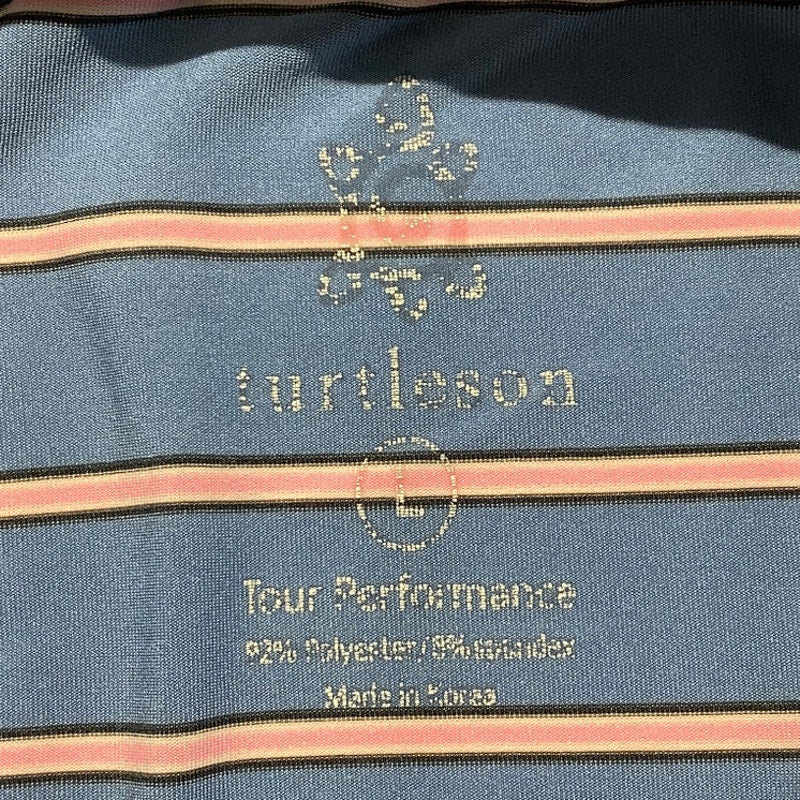 turtleson
L
Tour Performance
92% Polyester/8% spandex
Made in Korea